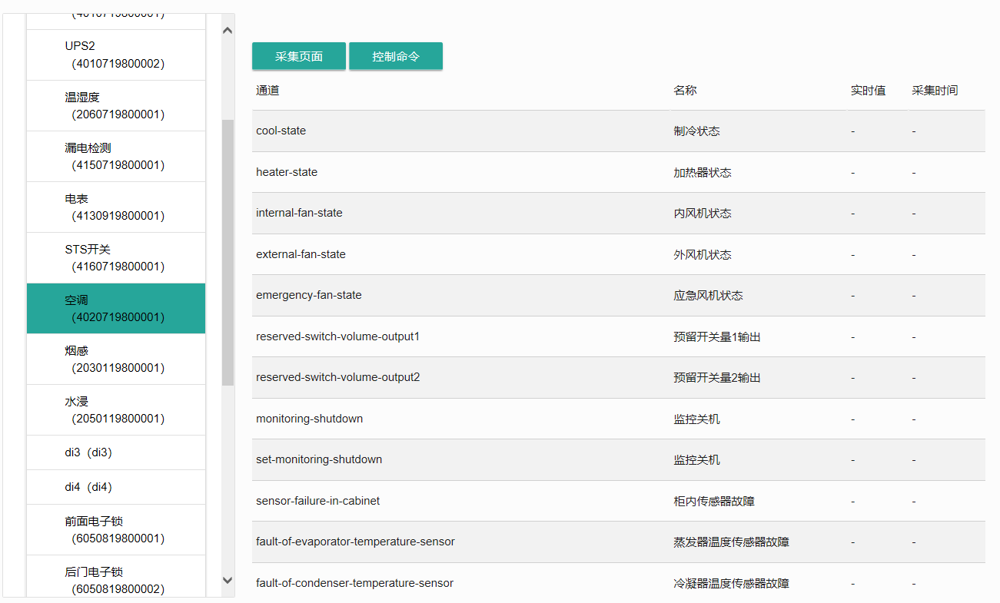 (4010719800001)
UPS2
(4010719800002)
温湿度
(2060719800001)
漏电检测
(4150719800001)
电表
(4130919800001)
STS开关
(4160719800001)
空调
(4020719800001)
烟感
(2030119800001)
水浸
(2050119800001)
di3 (di3)
di4 (di4)
前面电子锁
(6050819800001)
后门电子锁
(6050819800002)
采集页面 控制命令
通道 名称 实时值 采集时间
cool-state 制冷状态 - -
heater-state 加热器状态 - -
internal-fan-state 内风机状态 - -
external-fan-state 外风机状态 - -
emergency-fan-state 应急风机状态 - -
reserved-switch-volume-output1 预留开关量1输出 - -
reserved-switch-volume-output2 预留开关量2输出 - -
monitoring-shutdown 监控关机 - -
set-monitoring-shutdown 监控关机 - -
sensor-failure-in-cabinet 柜内传感器故障 - -
fault-of-evaporator-temperature-sensor 蒸发器温度传感器故障 - -
fault-of-condenser-temperature-sensor 冷凝器温度传感器故障 - -